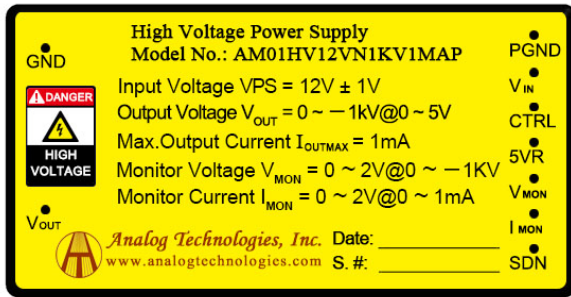 High Voltage Power Supply
Model No.: AM01HV12VN1KV1MAP
GND
DANGER
HIGH
VOLTAGE
VOUT
Input Voltage VPS = 12V ± 1V
Output Voltage VOUT = 0 ~ －1kV@0 ~ 5V
Max.Output Current IOUTMAX = 1mA
Monitor Voltage VMON = 0 ~ 2V@0 ~ －1KV
Monitor Current IMON = 0 ~ 2V@0 ~ 1mA
Analog Technologies, Inc.
www.analogtechnologies.com
Date:
S. #:
PGND
VIN
CTRL
5VR
VMON
I MON
SDN